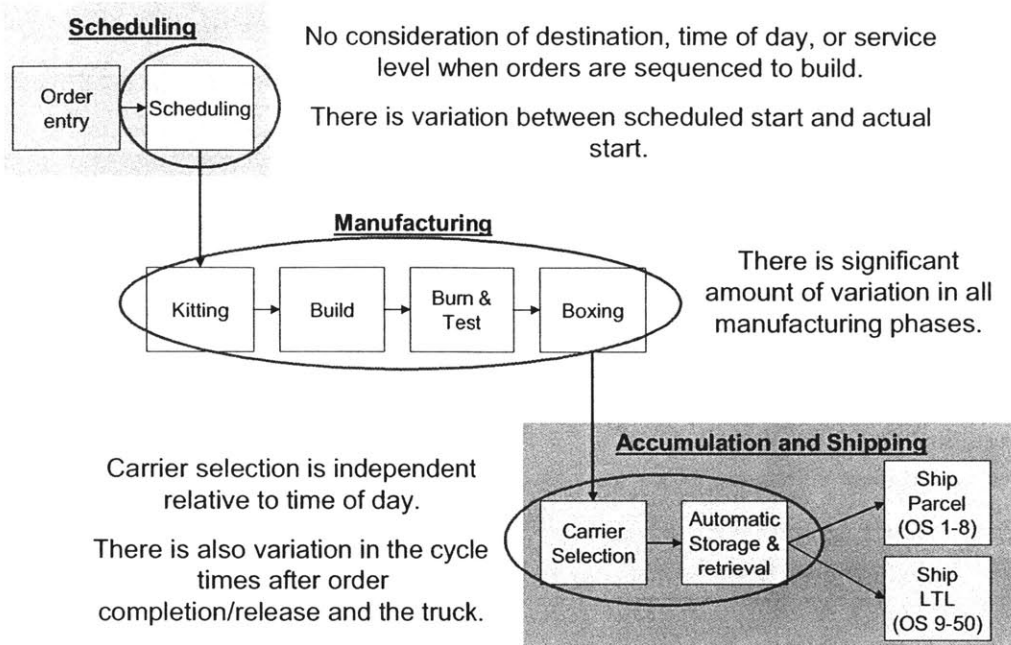 Scheduling
Order
entry
Scheduling
No consideration of destination, time of day, or service
level when orders are sequenced to build.
There is variation between scheduled start and actual
start.
Manufacturing
Kitting
Build
Burn &
Test
Boxing
There is significant
amount of variation in all
manufacturing phases.
Accumulation and Shipping
Carrier selection is independent
relative to time of day.
There is also variation in the cycle
times after order
completion/release and the truck.
Carrier
Selection
Automatic
Storage &
retrieval
Ship
Parcel
(OS 1-8)
Ship
LTL
(OS 9-50)